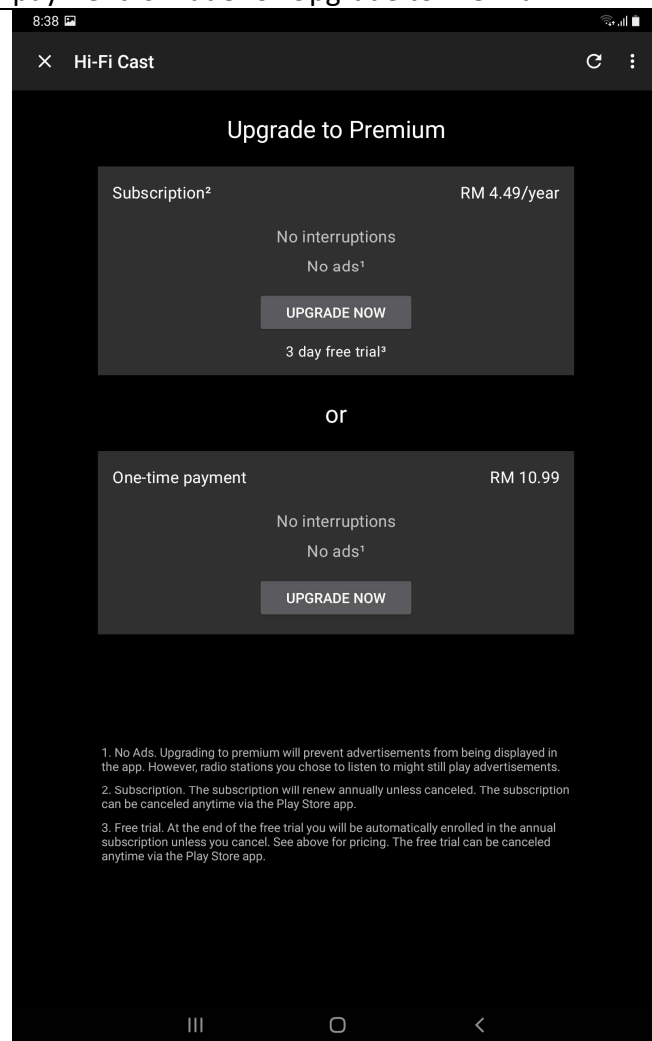 8:38
Hi-Fi Cast
Upgrade to Premium
Subscription² RM 4.49/year
No interruptions
No ads¹
UPGRADE NOW
3 day free trial³
or
One-time payment RM 10.99
No interruptions
No ads¹
UPGRADE NOW
1. No Ads. Upgrading to premium will prevent advertisements from being displayed in
the app. However, radio stations you chose to listen to might still play advertisements.
2. Subscription. The subscription will renew annually unless canceled. The subscription
can be canceled anytime via the Play Store app.
3. Free trial. At the end of the free trial you will be automatically enrolled in the annual
subscription unless you cancel. See above for pricing. The free trial can be canceled
anytime via the Play Store app.